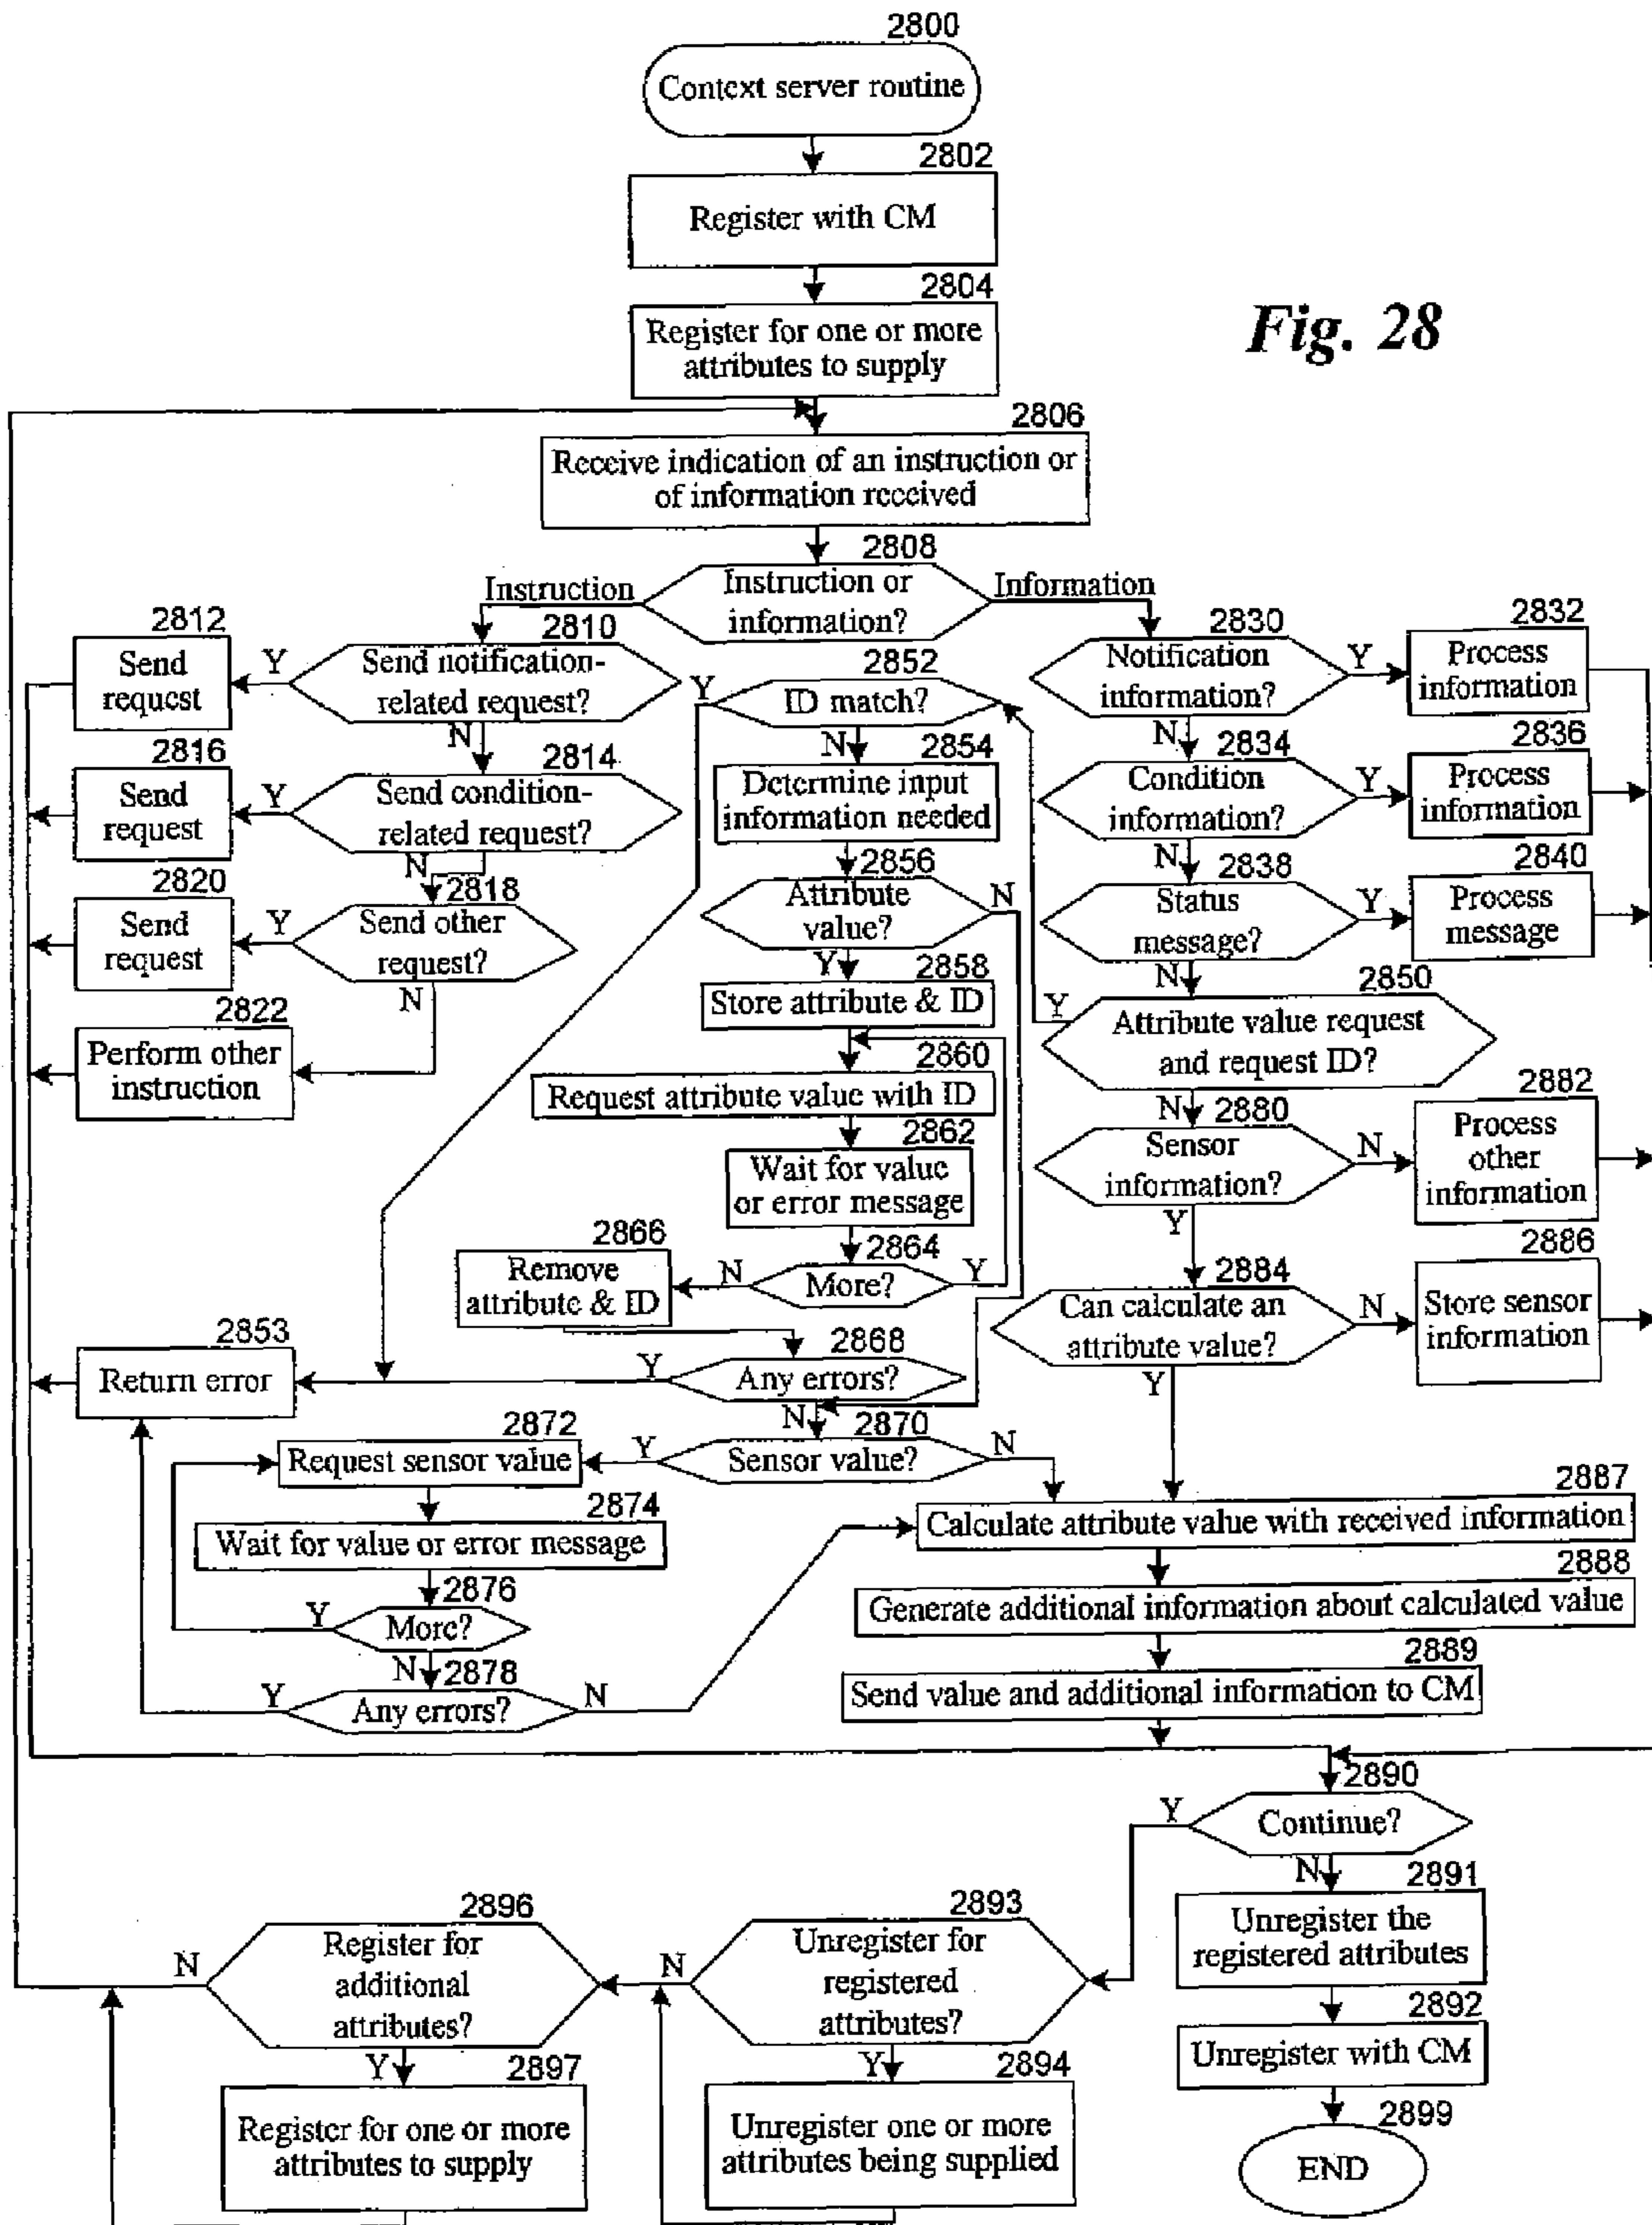 2800
Context server routine
2802
Register with CM
2804
Register for one or more
attributes to supply
Fig. 28
2806
Receive indication of an instruction or
of information received
2808
Instruction or
information?
Instruction
Information
2812
Send
request
Y
2810
Send notification-
related request?
N
2816
Send
request
Y
2814
Send condition-
related request?
N
2820
Send
request
Y
2818
Send other
request?
N
2822
Perform other
instruction
2852
Y
ID match?
N
2854
Determine input
information needed
2856
Attribute
value?
N
Y
2858
Store attribute & ID
2860
Request attribute value with ID
2862
Wait for value
or error message
2864
More?
Y
N
2866
Remove
attribute & ID
2868
Any errors?
Y
N
2853
Return error
2870
Sensor value?
Y
N
2872
Request sensor value
2874
Wait for value or error message
2876
More?
Y
N
2878
Any errors?
Y
N
2830
Notification
information?
Y
2832
Process
information
N
2834
Condition
information?
Y
2836
Process
information
N
2838
Status
message?
Y
2840
Process
message
N
2850
Attribute value request
and request ID?
Y
N
2880
Sensor
information?
N
2882
Process
other
information
Y
2884
Can calculate an
attribute value?
N
2886
Store sensor
information
Y
2887
Calculate attribute value with received information
2888
Generate additional information about calculated value
2889
Send value and additional information to CM
2890
Continue?
Y
N
2891
Unregister the
registered attributes
2892
Unregister with CM
2899
END
2893
Unregister for
registered
attributes?
N
Y
2894
Unregister one or more
attributes being supplied
2896
Register for
additional
attributes?
N
Y
2897
Register for one or more
attributes to supply